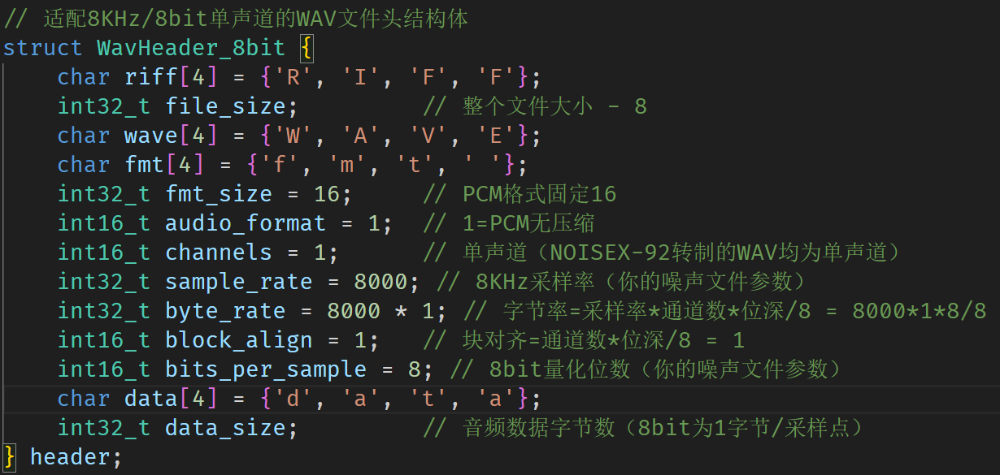 // 适配8KHz/8bit单声道的WAV文件头结构体
struct WavHeader_8bit {
    char riff[4] = {'R', 'I', 'F', 'F'};
    int32_t file_size;         // 整个文件大小 - 8
    char wave[4] = {'W', 'A', 'V', 'E'};
    char fmt[4] = {'f', 'm', 't', ' '};
    int32_t fmt_size = 16;     // PCM格式固定16
    int16_t audio_format = 1;  // 1=PCM无压缩
    int16_t channels = 1;      // 单声道（NOISEX-92转制的WAV均为单声道）
    int32_t sample_rate = 8000; // 8KHz采样率（你的噪声文件参数）
    int32_t byte_rate = 8000 * 1; // 字节率=采样率*通道数*位深/8 = 8000*1*8/8
    int16_t block_align = 1;   // 块对齐=通道数*位深/8 = 1
    int16_t bits_per_sample = 8; // 8bit量化位数（你的噪声文件参数）
    char data[4] = {'d', 'a', 't', 'a'};
    int32_t data_size;         // 音频数据字节数（8bit为1字节/采样点）
} header;